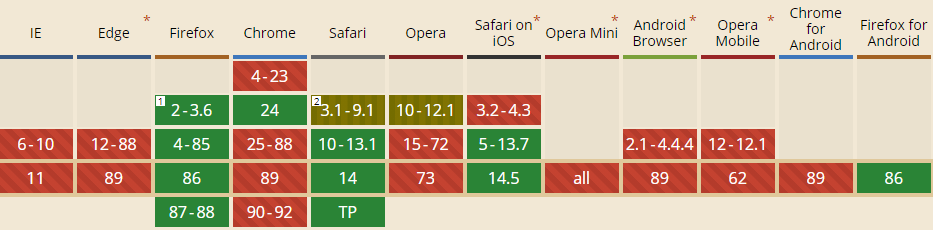 IE Edge * Firefox Chrome Safari Opera Safari on iOS * Opera Mini * Android Browser * Opera Mobile * Chrome for Android Firefox for Android
4-23
1 2-3.6 24 2 3.1-9.1 10-12.1 3.2-4.3
6-10 12-88 4-85 25-88 10-13.1 15-72 5-13.7 2.1-4.4.4 12-12.1
11 89 86 89 14 73 14.5 all 89 62 89 86
87-88 90-92 TP